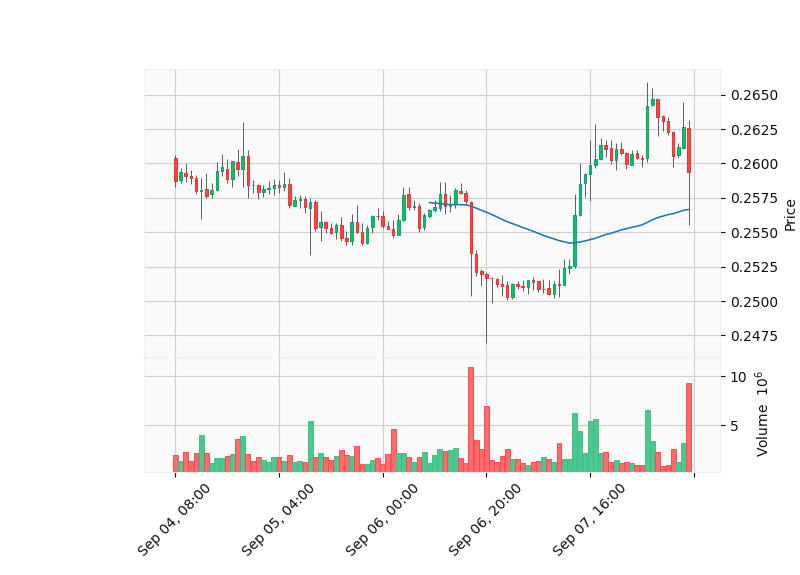 0.2650
0.2625
0.2600
0.2575
0.2550
0.2525
0.2500
0.2475
Price
10
5
Volume 10⁶
Sep 04, 08:00
Sep 05, 04:00
Sep 06, 00:00
Sep 06, 20:00
Sep 07, 16:00